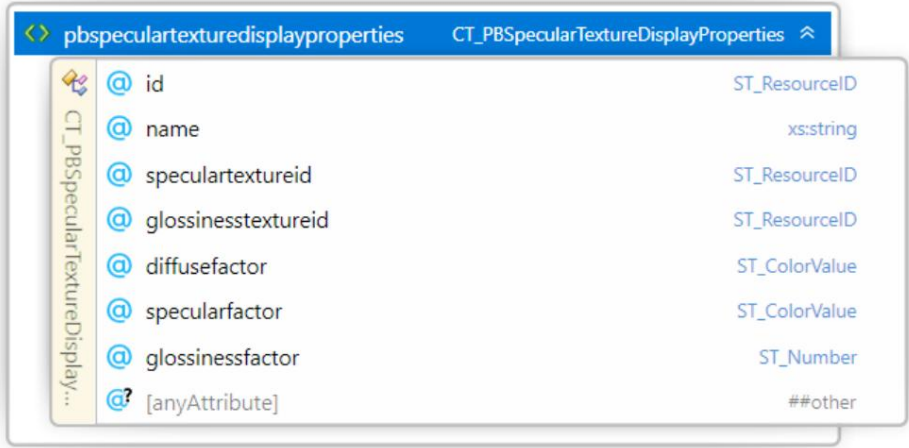 <> pbspeculartexturedisplayproperties CT_PBSpecularTextureDisplayProperties
CT_PBSpecularTextureDisplay...
@ id ST_ResourceID
@ name xs:string
@ speculartextureid ST_ResourceID
@ glossinesstextureid ST_ResourceID
@ diffusefactor ST_ColorValue
@ specularfactor ST_ColorValue
@ glossinessfactor ST_Number
@? [anyAttribute] ##other